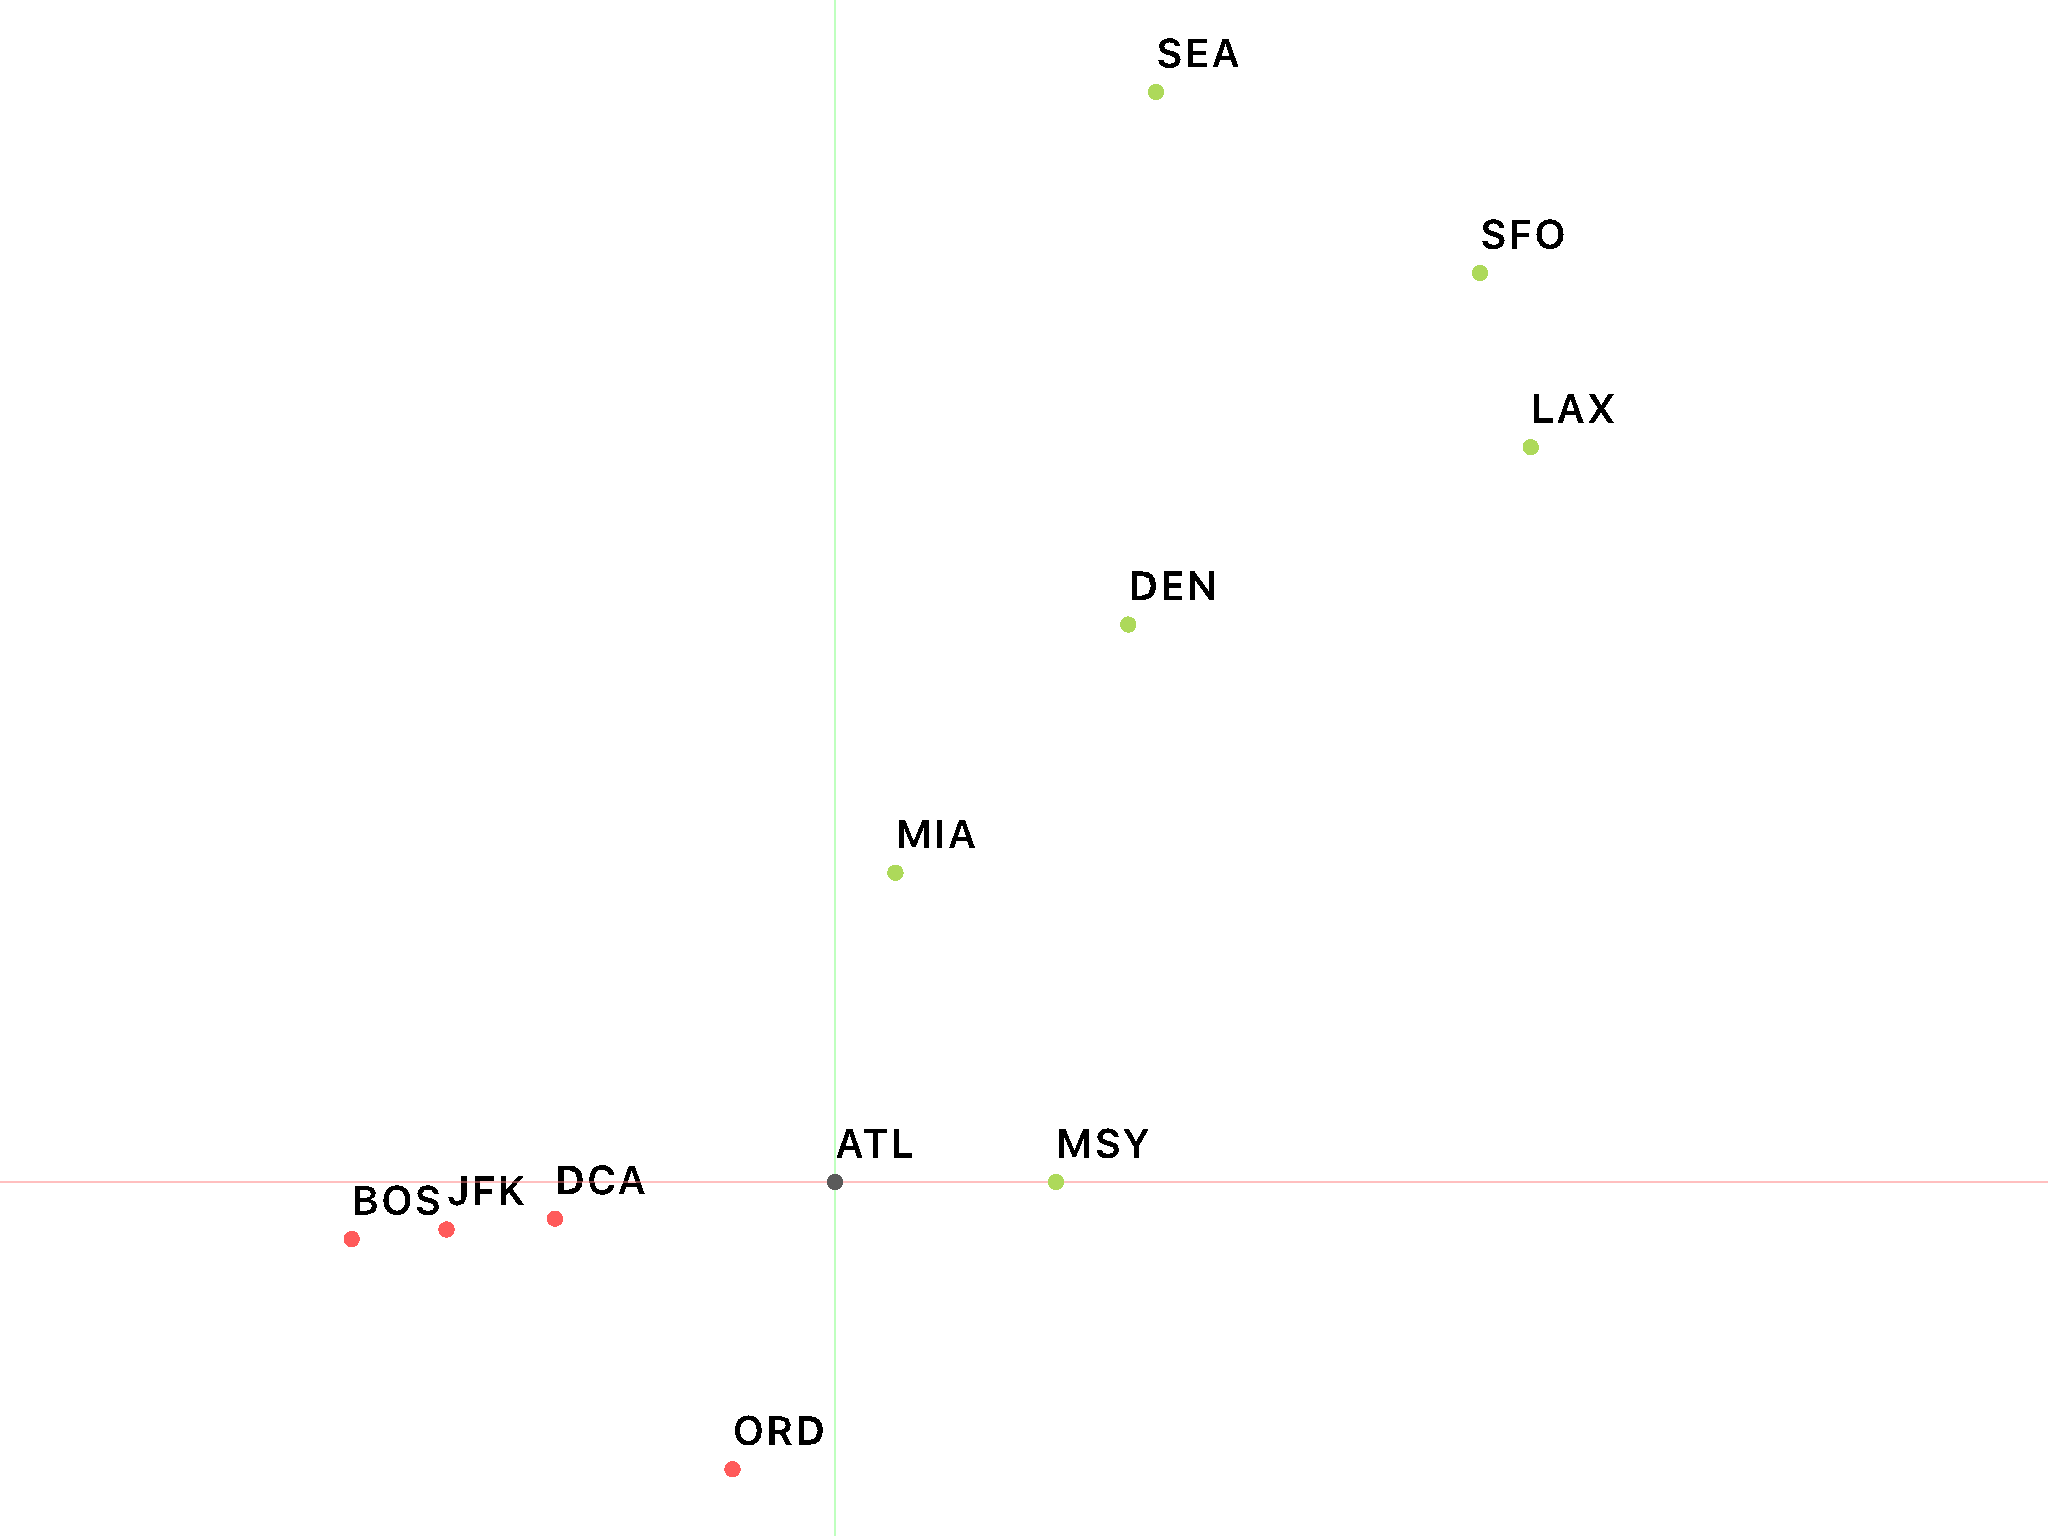 SEA
SFO
LAX
DEN
MIA
ATL
MSY
BOS
JFK
DCA
ORD